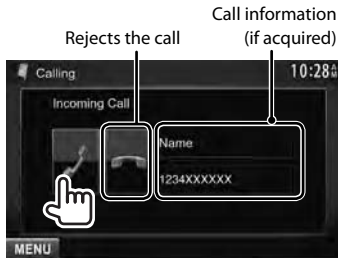 Call information
Rejects the call
(if acquired)
Calling
10:28
Incoming Call
Name
1234XXXXXX
MENU